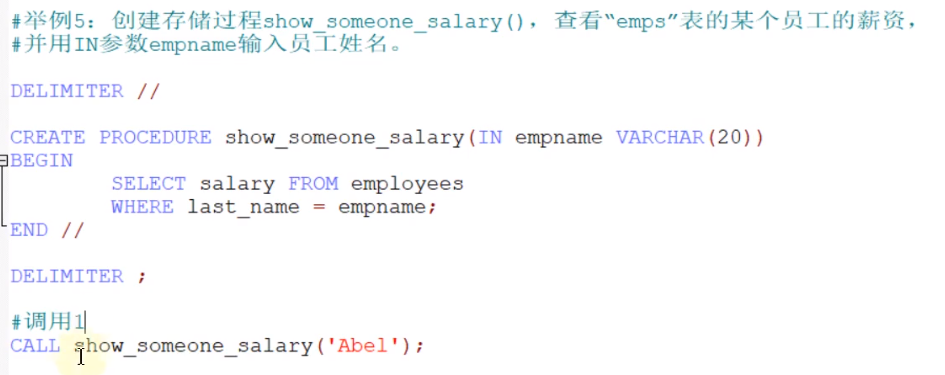 #举例5：创建存储过程show_someone_salary()，查看“emps”表的某个员工的薪资，
#并用IN参数empname输入员工姓名。
DELIMITER //
CREATE PROCEDURE show_someone_salary(IN empname VARCHAR(20))
BEGIN
SELECT salary FROM employees
WHERE last_name = empname;
END //
DELIMITER ;
#调用1
CALL show_someone_salary('Abel');